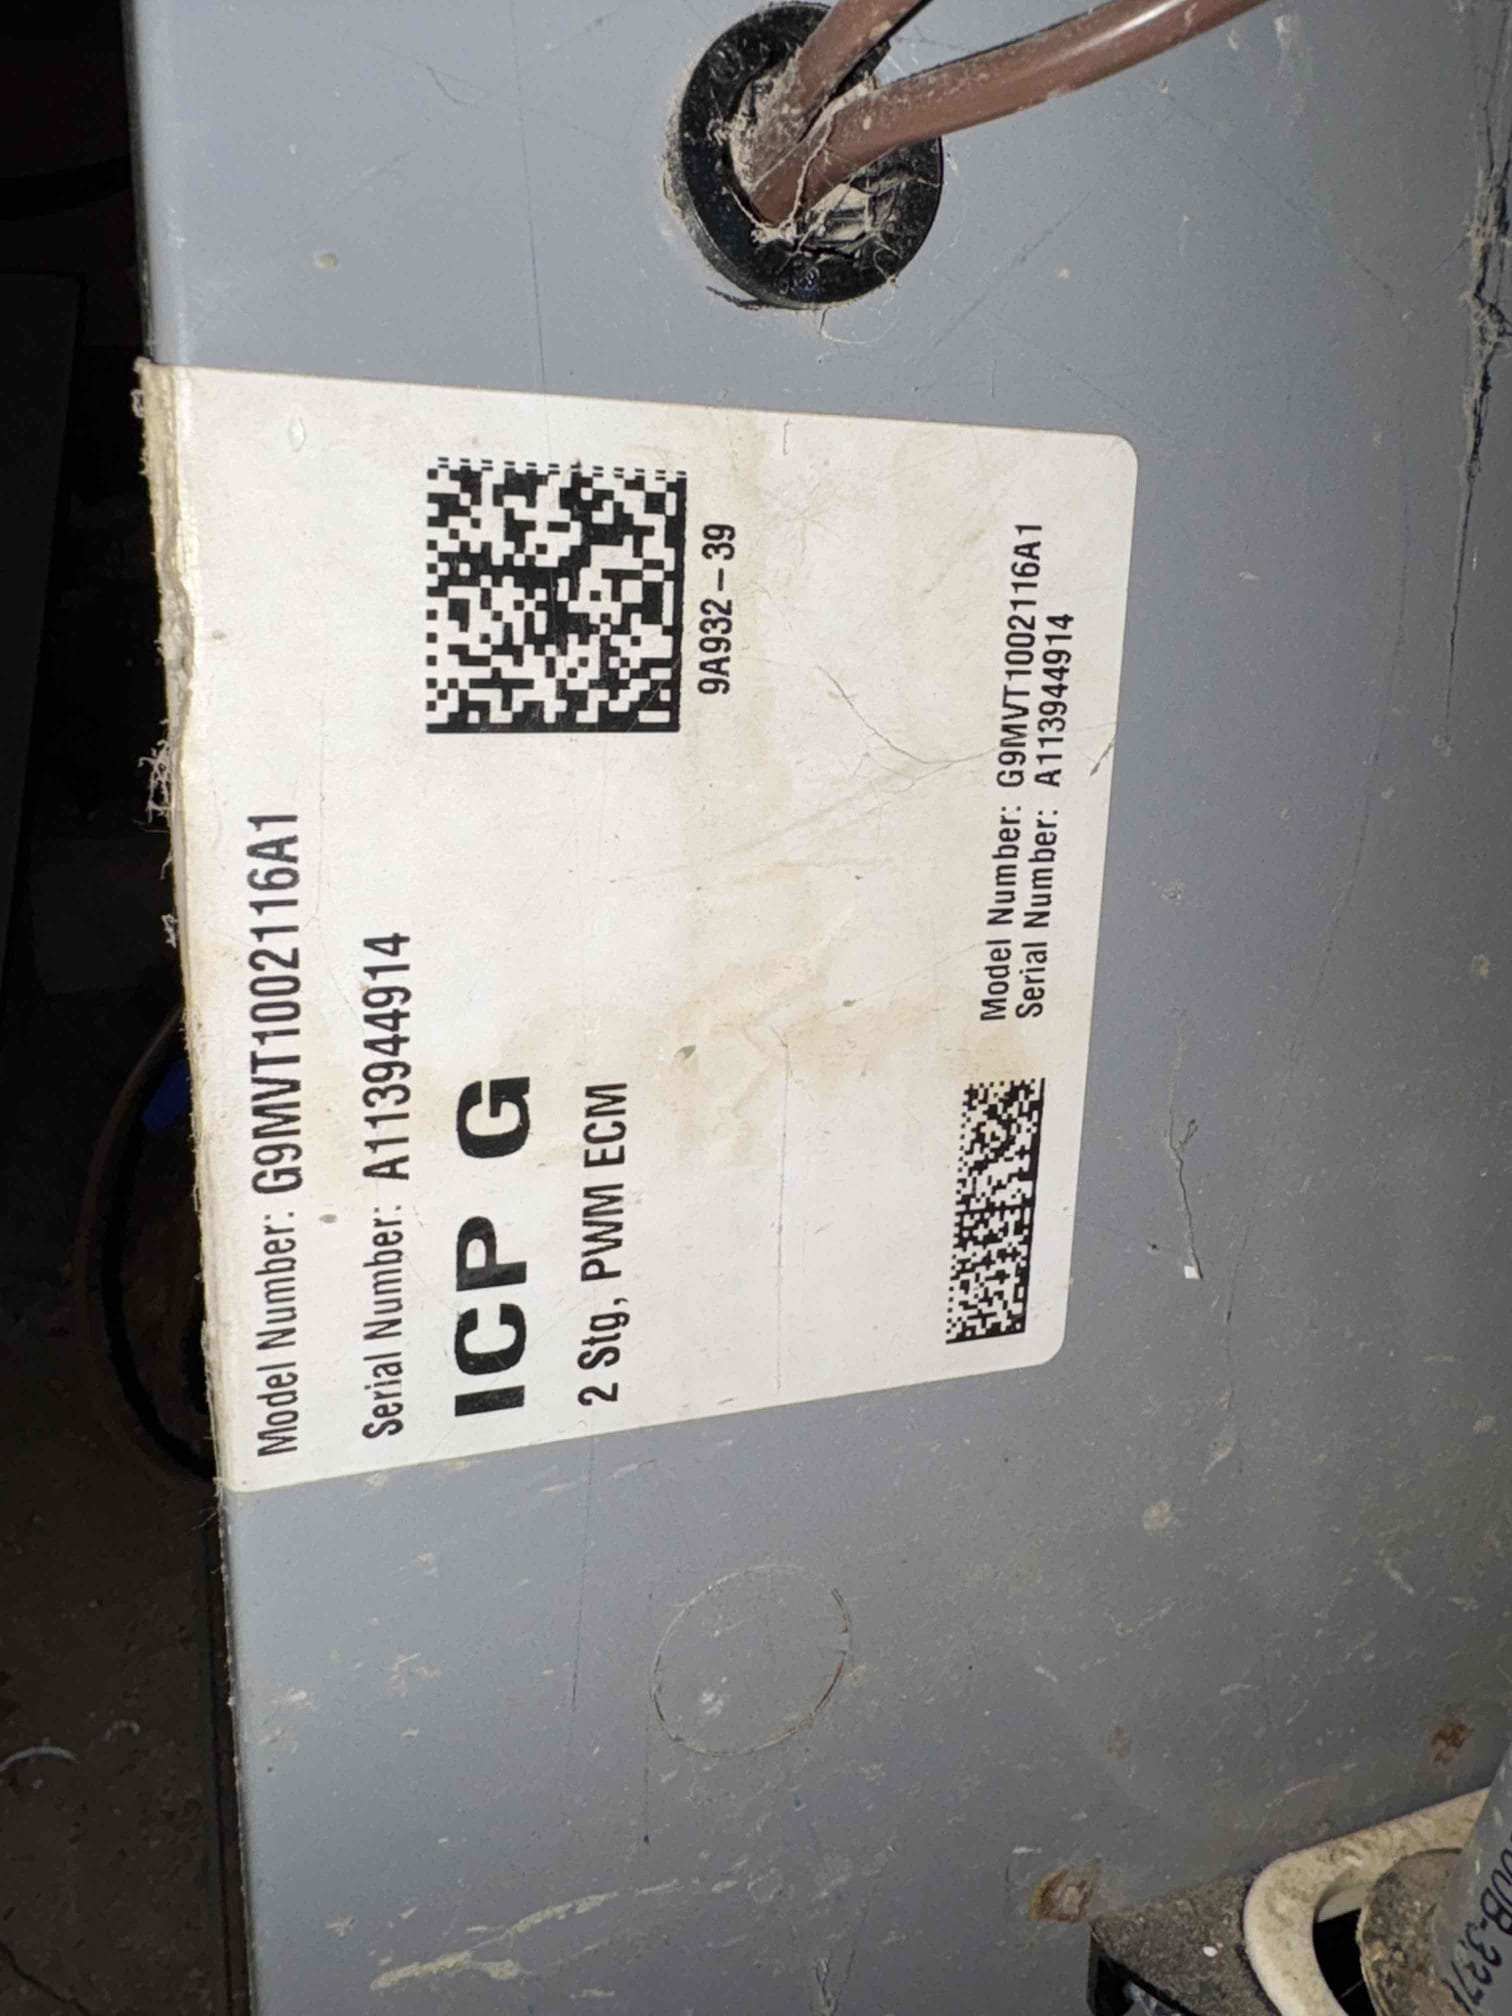 Model Number: G9MVT1002116A1
Serial Number: A113944914
ICP G
2 Stg, PWM ECM
9A932-39
Model Number: G9MVT1002116A1
Serial Number: A113944914